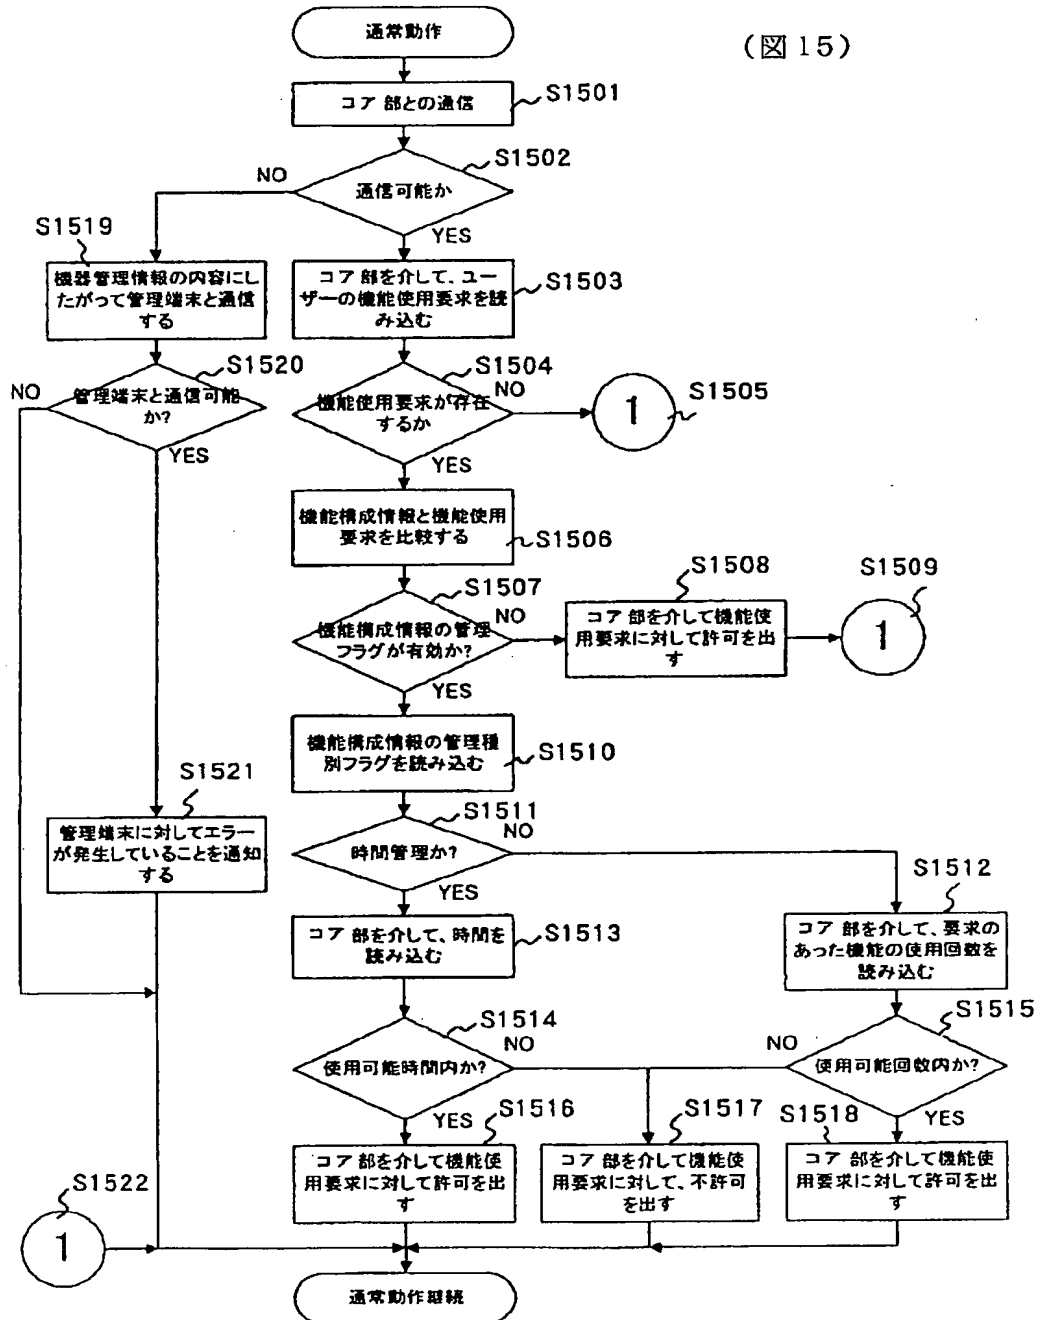 通常動作
(図15)
コア部との通信
S1501
通信可能か
S1502
NO
YES
S1519
機器管理情報の内容にし
たがって管理端末と通信
する
コア部を介して、ユー
ザーの機能使用要求を読
み込む
S1503
S1520
NO
管理端末と通信可能
か?
YES
S1504
機能使用要求が存在
するか
NO
YES
1
S1505
機能構成情報と機能使用
要求を比較する
S1506
S1507
機能構成情報の管理
フラグが有効か?
NO
YES
S1508
コア部を介して機能使
用要求に対して許可を出
す
S1509
1
機能構成情報の管理種
別フラグを読み込む
S1510
S1521
管理端末に対してエラー
が発生していることを通知
する
S1511
時間管理か?
NO
YES
S1512
コア部を介して、要求の
あった機能の使用回数を
読み込む
コア部を介して、時間を
読み込む
S1513
S1514
使用可能時間内か?
NO
YES
S1515
使用可能回数内か?
NO
YES
S1516
コア部を介して機能使
用要求に対して許可を出
す
S1517
コア部を介して機能使
用要求に対して、不許可
を出す
S1518
コア部を介して機能使
用要求に対して許可を出
す
S1522
1
通常動作継続